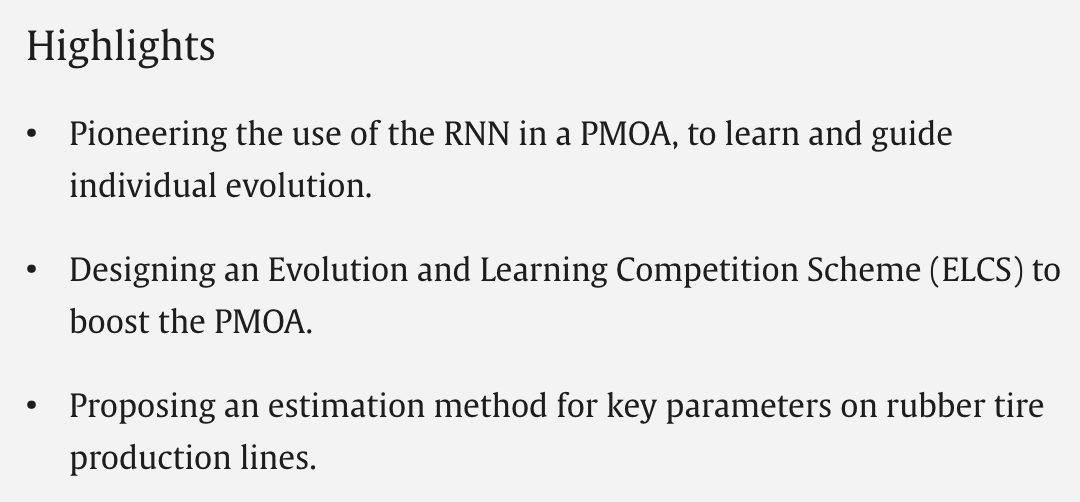 Highlights
• Pioneering the use of the RNN in a PMOA, to learn and guide
individual evolution.
• Designing an Evolution and Learning Competition Scheme (ELCS) to
boost the PMOA.
• Proposing an estimation method for key parameters on rubber tire
production lines.